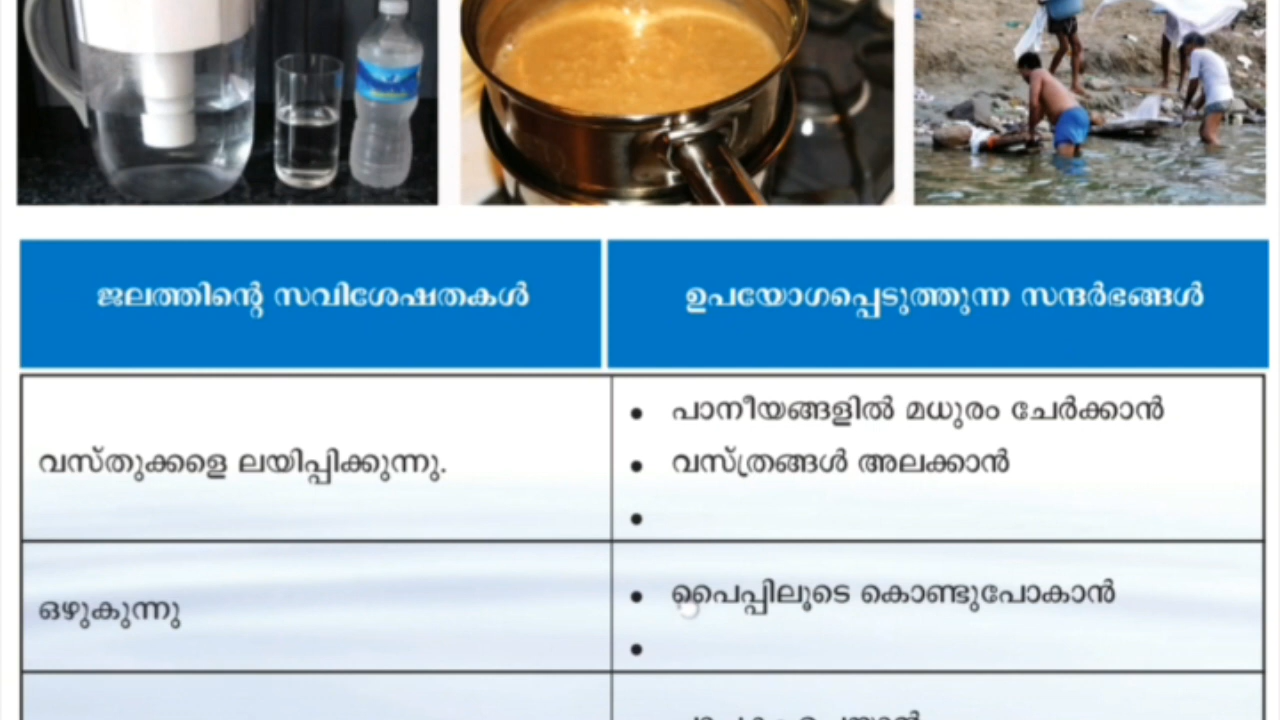 ജലത്തിന്റെ സവിശേഷതകൾ
ഉപയോഗപ്പെടുത്തുന്ന സന്ദർഭങ്ങൾ
വസ്തുക്കളെ ലയിപ്പിക്കുന്നു.
• പാനീയങ്ങളിൽ മധുരം ചേർക്കാൻ
• വസ്ത്രങ്ങൾ അലക്കാൻ
•
ഒഴുകുന്നു
• പൈപ്പിലൂടെ കൊണ്ടുപോകാൻ
•